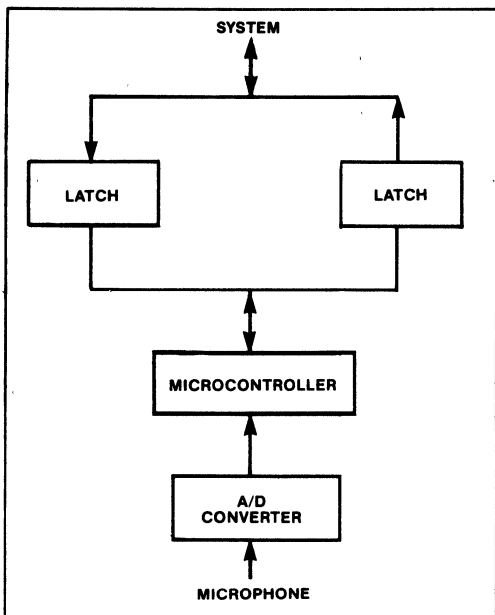 SYSTEM
LATCH
LATCH
MICROCONTROLLER
A/D
CONVERTER
MICROPHONE